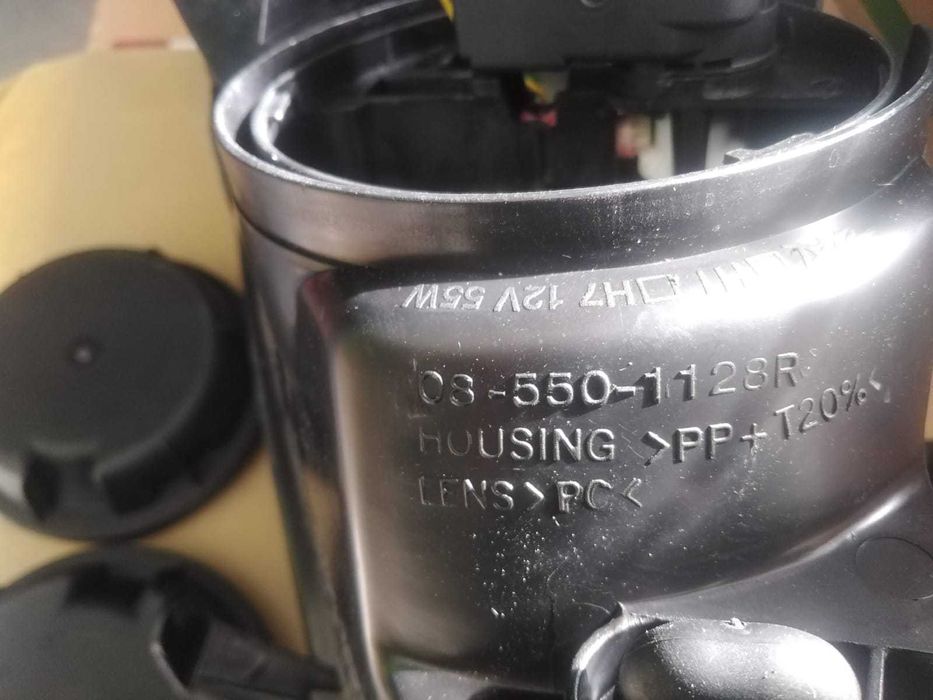 H7 12V 55W
08-550-1128R
HOUSING >PP+T20%<
LENS>PC<